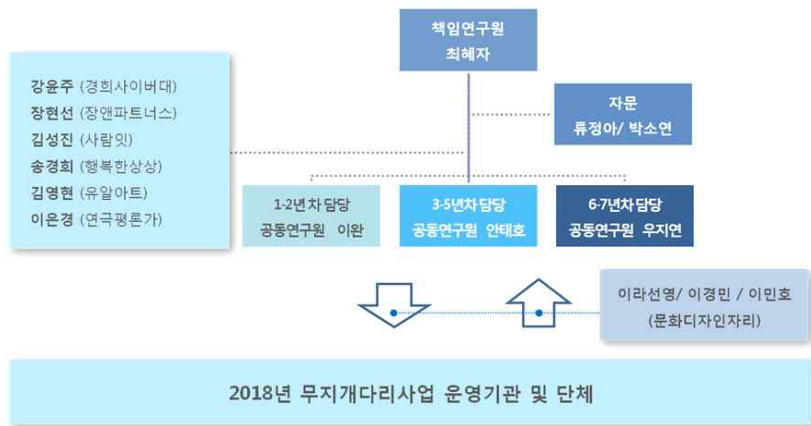 책임연구원
최혜자
강윤주 (경희사이버대)
장현선 (장앤파트너스)
김성진 (사람잇)
송경희 (행복한상상)
김영현 (유알아트)
이은경 (연극평론가)
자문
류정아/ 박소연
1-2년차 담당
공동연구원 이완
3-5년차 담당
공동연구원 안태호
6-7년차 담당
공동연구원 우지연
이라선영/ 이경민 / 이민호
(문화디자인자리)
2018년 무지개다리사업 운영기관 및 단체